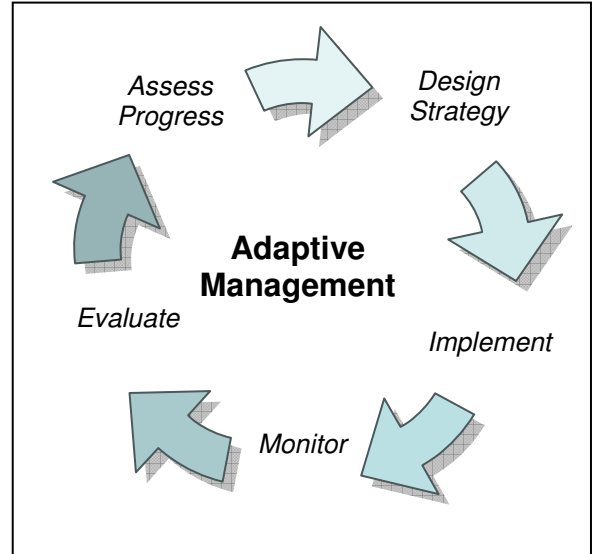 Assess
Progress
Design
Strategy
Adaptive
Management
Evaluate
Implement
Monitor